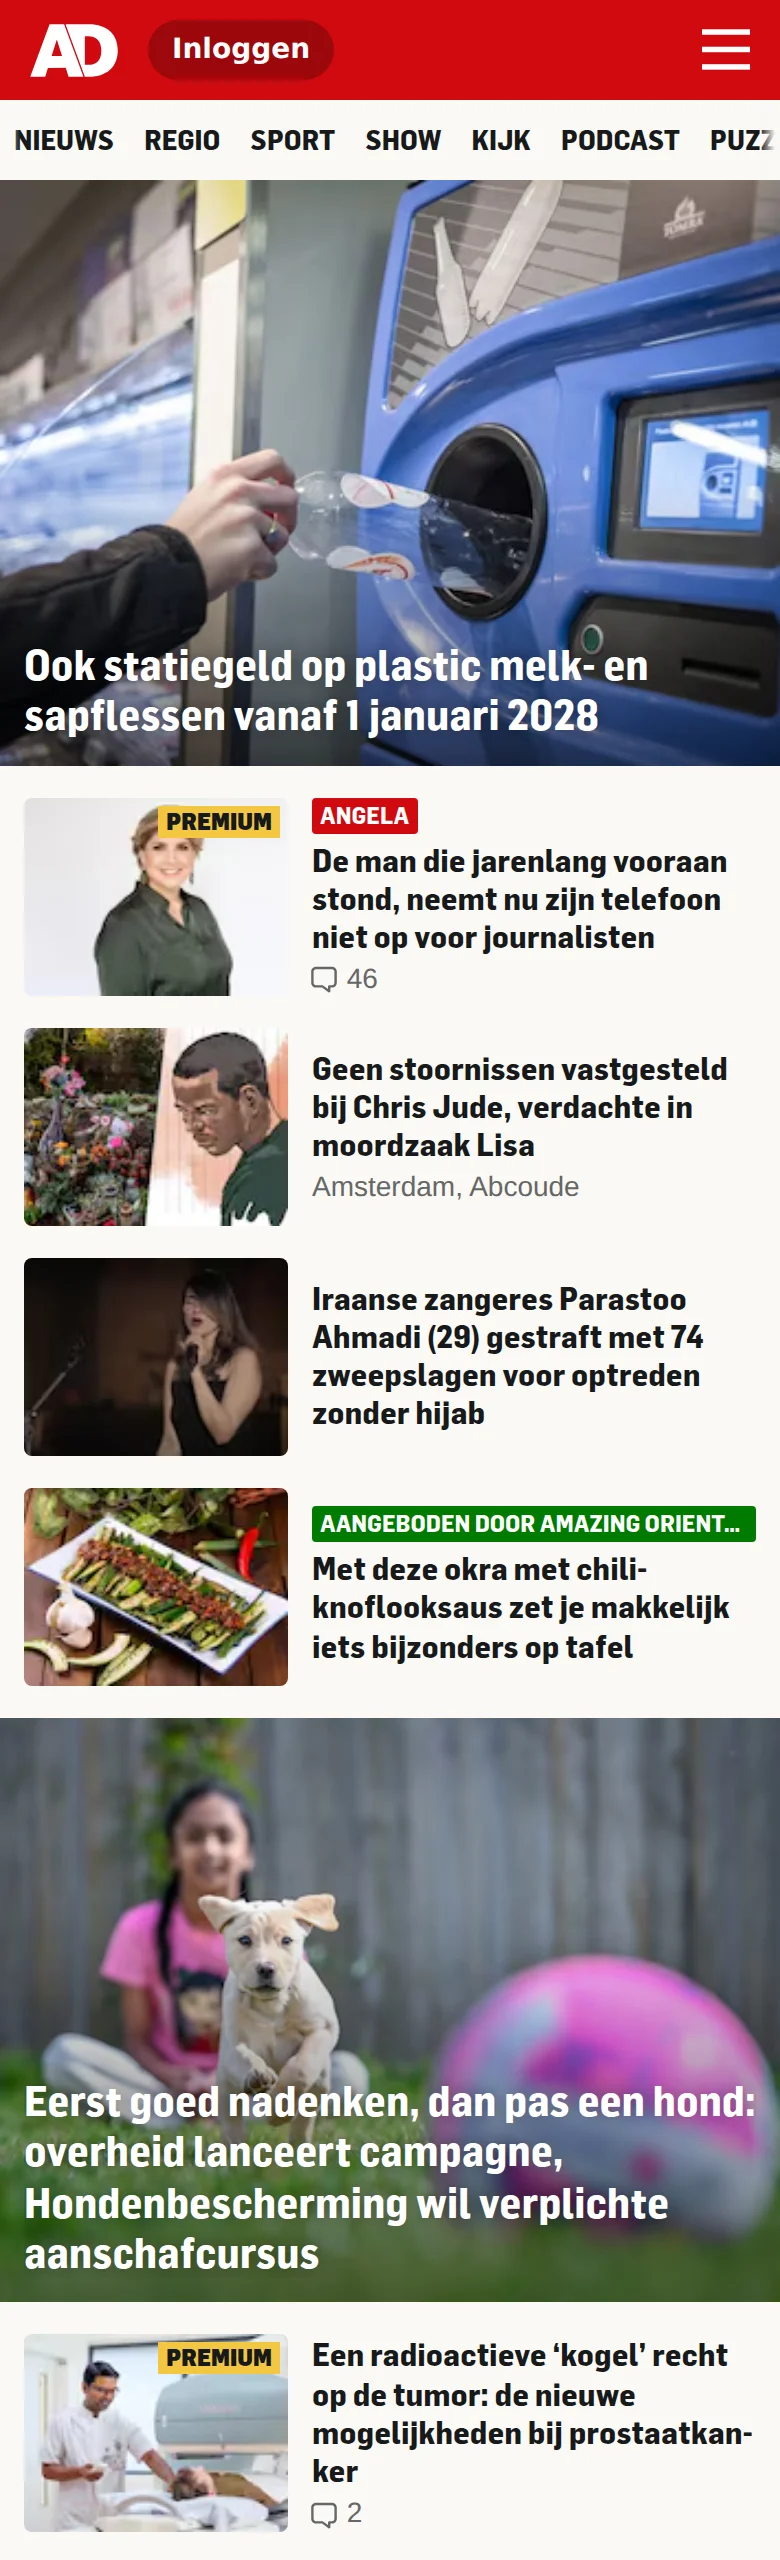 AD
Inloggen
NIEUWS REGIO SPORT SHOW KIJK PODCAST PUZZ
TOMRA
Ook statiegeld op plastic melk- en
sapflessen vanaf 1 januari 2028
PREMIUM
ANGELA
De man die jarenlang vooraan
stond, neemt nu zijn telefoon
niet op voor journalisten
46
Geen stoornissen vastgesteld
bij Chris Jude, verdachte in
moordzaak Lisa
Amsterdam, Abcoude
Iraanse zangeres Parastoo
Ahmadi (29) gestraft met 74
zweepslagen voor optreden
zonder hijab
AANGEBODEN DOOR AMAZING ORIENT...
Met deze okra met chili-
knoflooksaus zet je makkelijk
iets bijzonders op tafel
Eerst goed nadenken, dan pas een hond:
overheid lanceert campagne,
Hondenbescherming wil verplichte
aanschafcursus
PREMIUM
Een radioactieve ‘kogel’ recht
op de tumor: de nieuwe
mogelijkheden bij prostaatkan-
ker
2